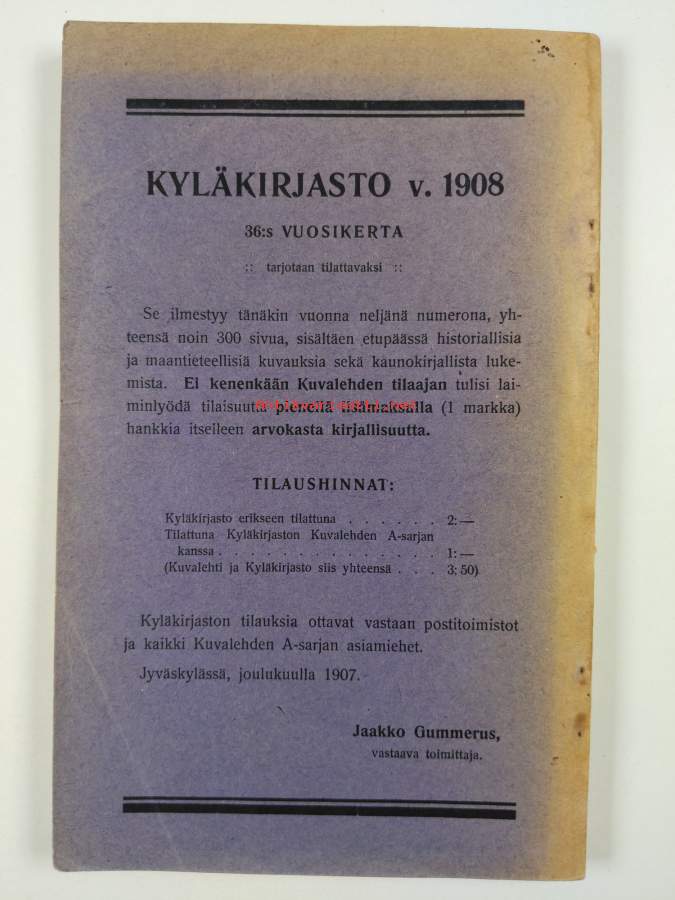 KYLÄKIRJASTO v. 1908
36:s VUOSIKERTA
:: tarjotaan tilattavaksi ::
Se ilmestyy tänäkin vuonna neljänä numerona, yh-
teensä noin 300 sivua, sisältäen etupäässä historiallisia
ja maantieteellisiä kuvauksia sekä kaunokirjallista luke-
mista. Ei kenenkään Kuvalehden tilaajan tulisi lai-
minlyödä tilaisuutta pienellä lisämaksulla (1 markka)
hankkia itselleen arvokasta kirjallisuutta.
TILAUSHINNAT:
Kyläkirjasto erikseen tilattuna . . . . . . 2: —
Tilattuna Kyläkirjaston Kuvalehden A-sarjan
kanssa . . . . . . . . . . . . . . 1: —
(Kuvalehti ja Kyläkirjasto siis yhteensä . . . 3: 50)
Kyläkirjaston tilauksia ottavat vastaan postitoimistot
ja kaikki Kuvalehden A-sarjan asiamiehet.
Jyväskylässä, joulukuulla 1907.
Jaakko Gummerus,
vastaava toimittaja.